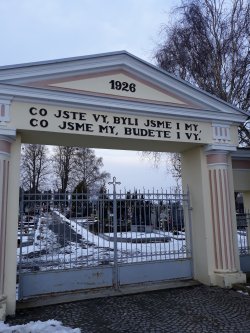 1926
CO JSTE VY, BYLI JSME I MY.
CO JSME MY, BUDETE I VY.